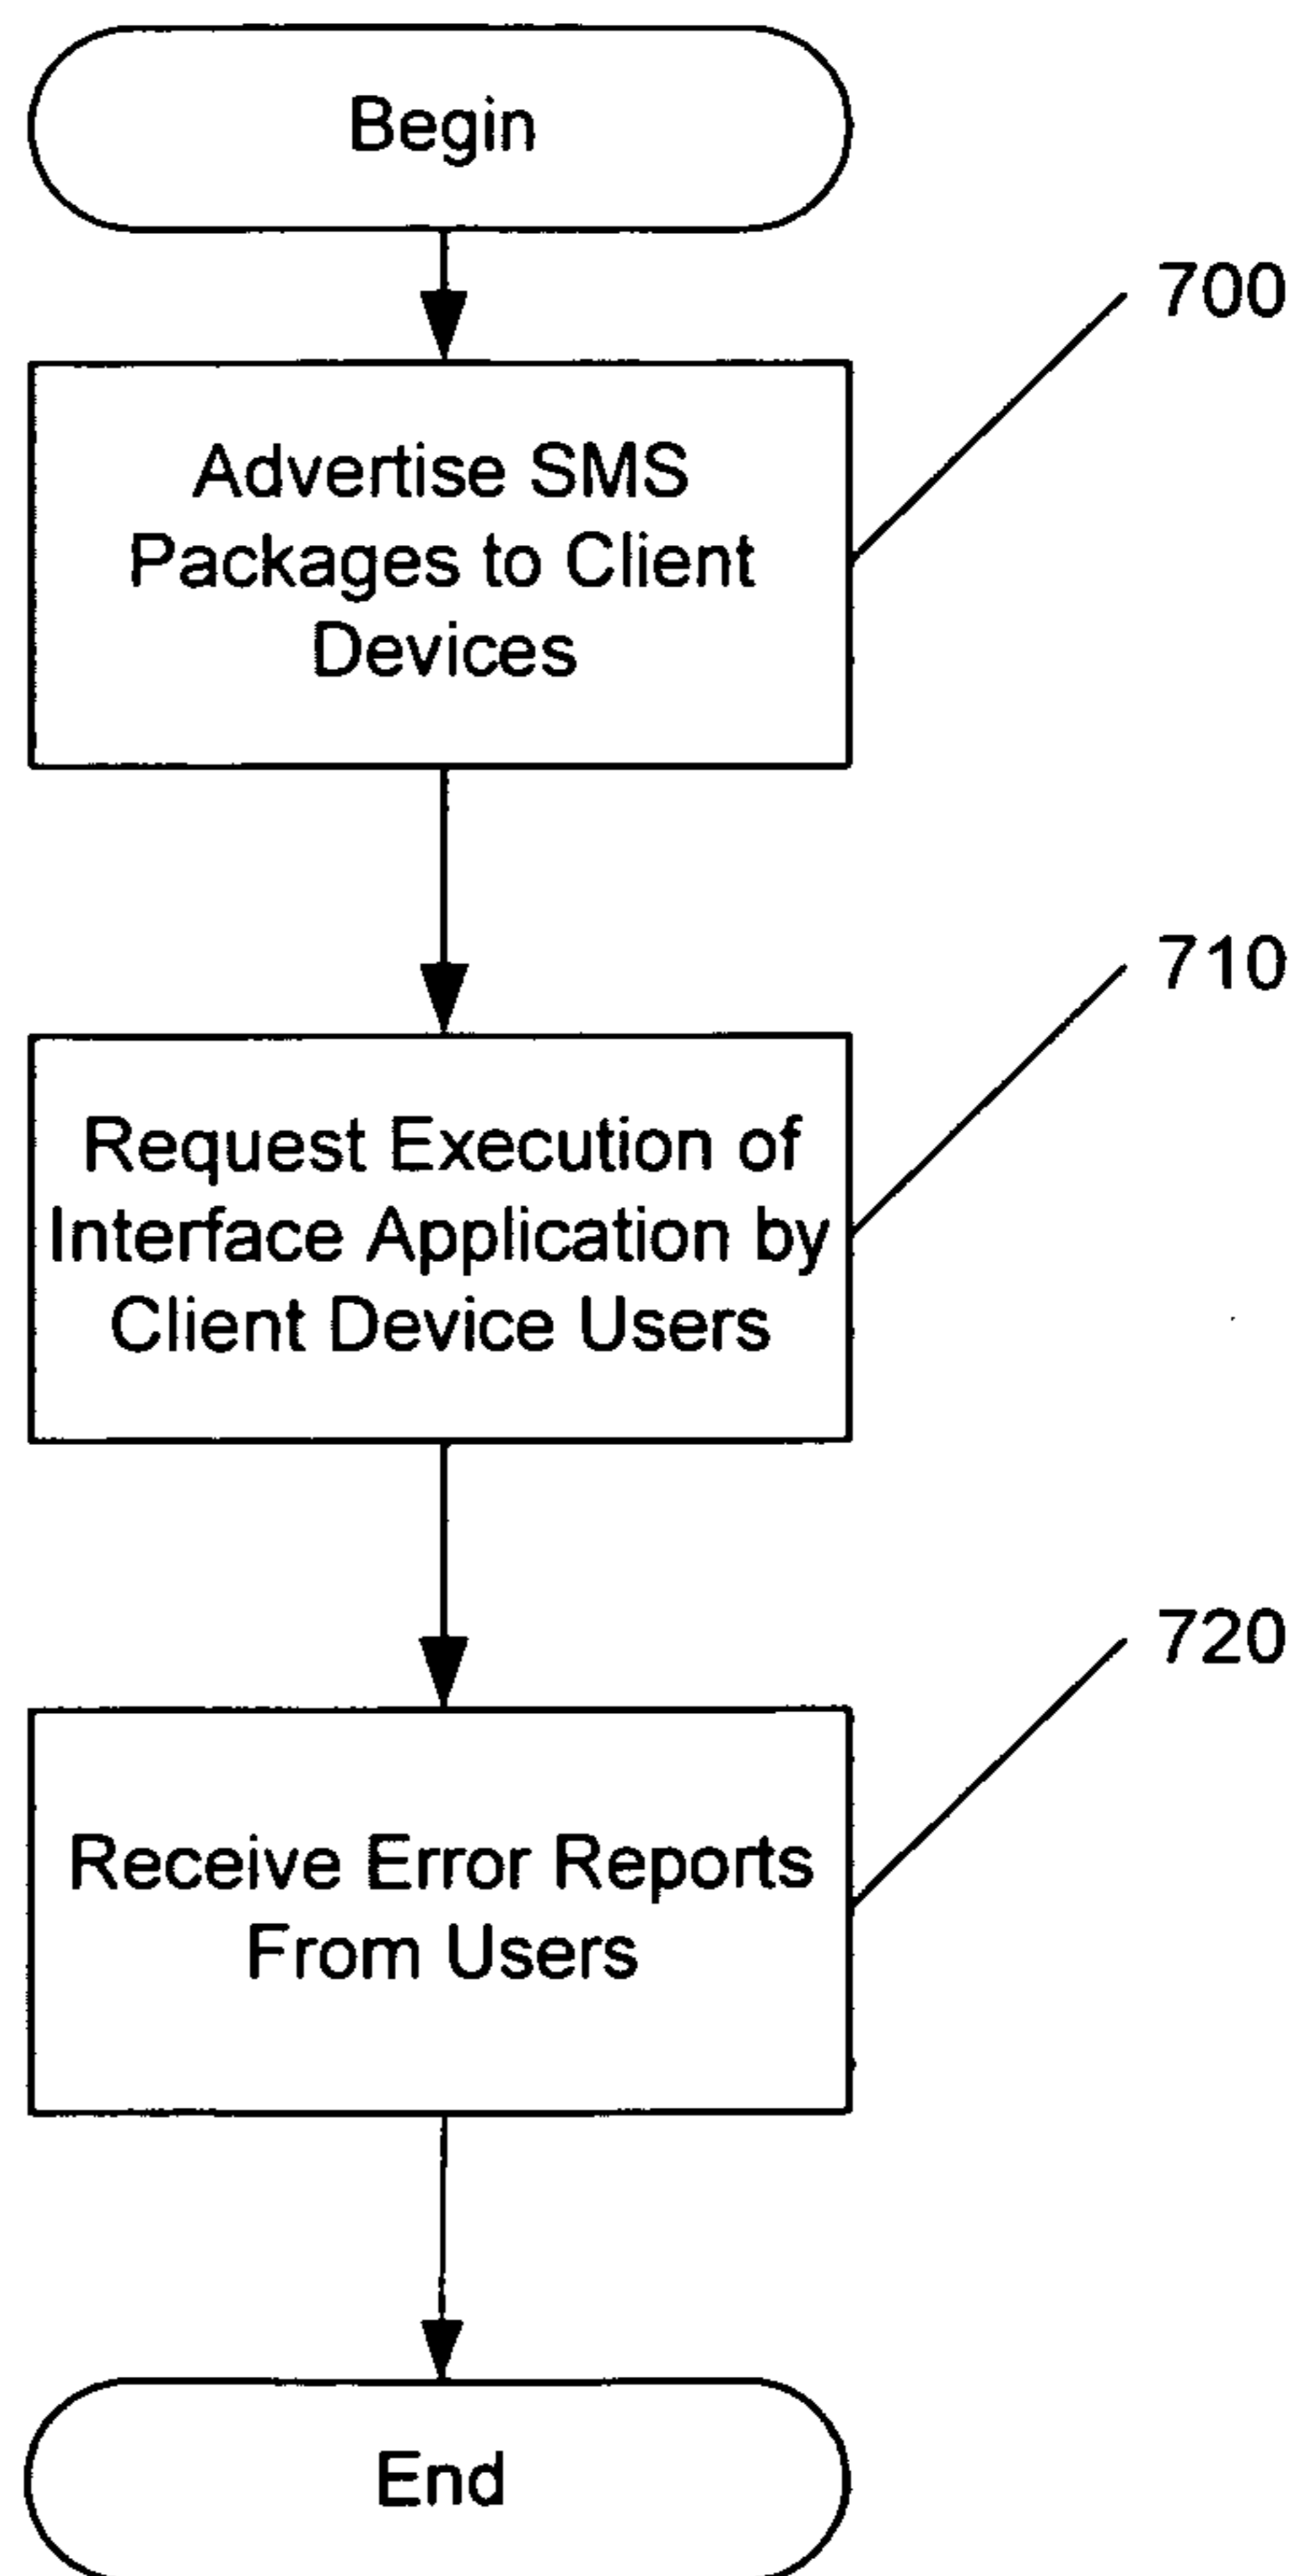 Begin
700
Advertise SMS
Packages to Client
Devices
710
Request Execution of
Interface Application by
Client Device Users
720
Receive Error Reports
From Users
End